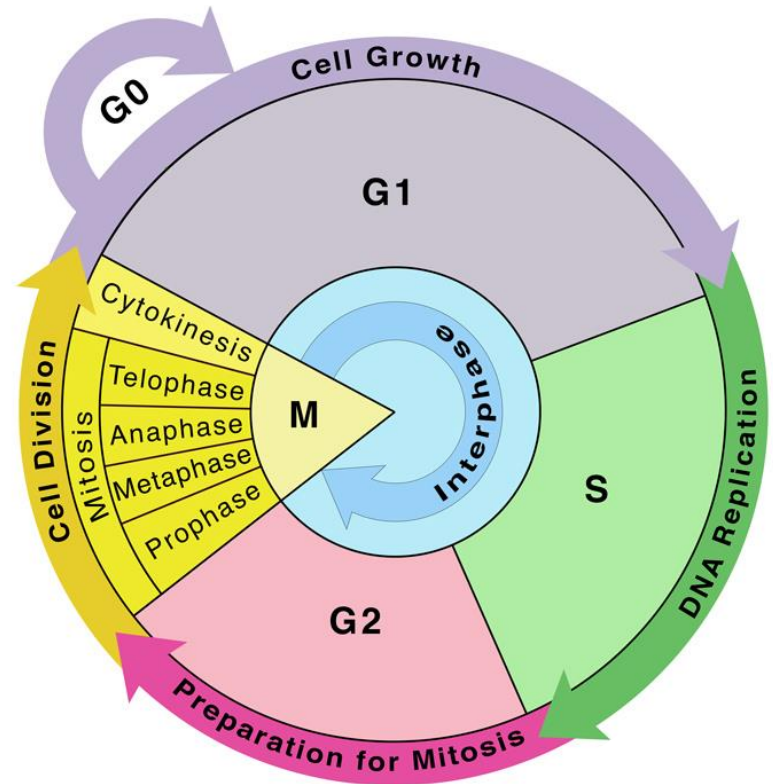 G0
Cell Growth
G1
Cytokinesis
Telophase
Anaphase
Metaphase
Prophase
Mitosis
Cell Division
M
Interphase
S
DNA Replication
G2
Preparation for Mitosis